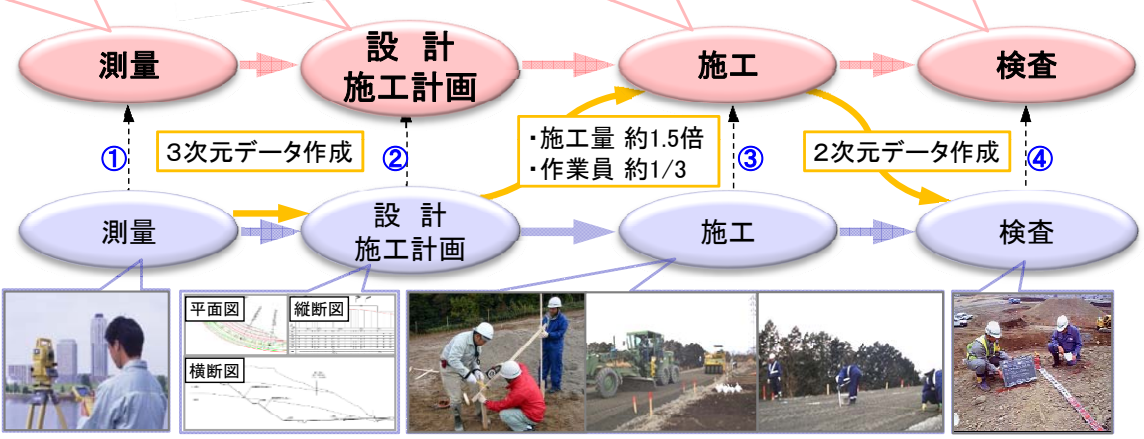 測量
設 計
施工計画
施工
検査
①
3次元データ作成
②
・施工量 約1.5倍
・作業員 約1/3
③
2次元データ作成
④
測量
設 計
施工計画
施工
検査
平面図
縦断図
横断図